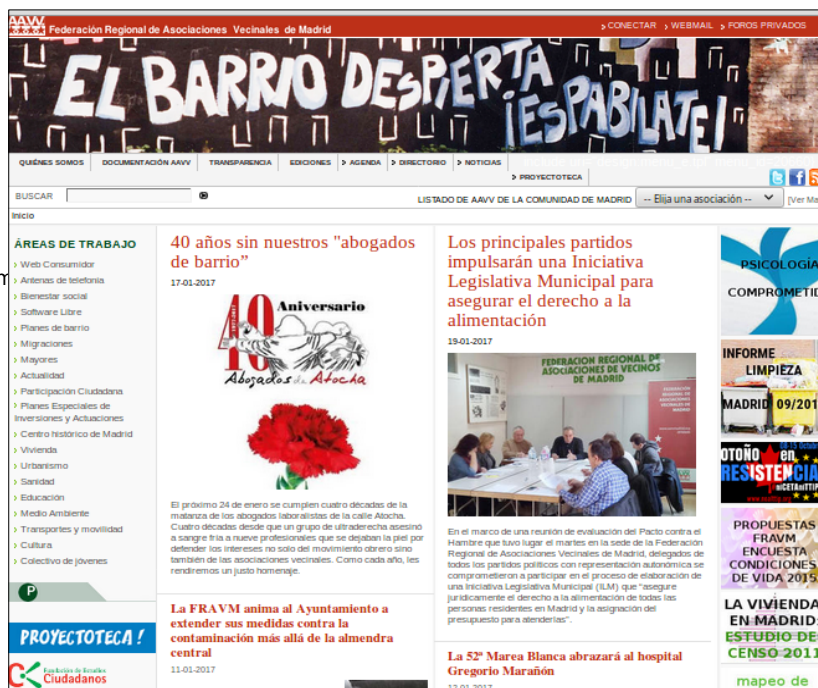 AAVV
Federación Regional de Asociaciones Vecinales de Madrid
CONECTAR
WEBMAIL
FOROS PRIVADOS
EL BARRIO DESPIERTA
¡ESPABILATE!
QUIÉNES SOMOS
DOCUMENTACIÓN AAVV
TRANSPARENCIA
EDICIONES
AGENDA
DIRECTORIO
NOTICIAS
PROYECTOTECA
BUSCAR
LISTADO DE AAVV DE LA COMUNIDAD DE MADRID
-- Elija una asociación --
[Ver Ma
Inicio
ÁREAS DE TRABAJO
Web Consumidor
Antenas de telefonía
Bienestar social
Software Libre
Planes de barrio
Migraciones
Mayores
Actualidad
Participación Ciudadana
Planes Especiales de
Inversiones y Actuaciones
Centro histórico de Madrid
Vivienda
Urbanismo
Sanidad
Educación
Medio Ambiente
Transportes y movilidad
Cultura
Colectivo de jóvenes
P
PROYECTOTECA !
Fundación de Estudios
Ciudadanos
40 años sin nuestros "abogados
de barrio”
17-01-2017
40 Aniversario
Abogados de Atocha
El próximo 24 de enero se cumplen cuatro décadas de la
matanza de los abogados laboralistas de la calle Atocha.
Cuatro décadas desde que un grupo de ultraderecha asesinó
a sangre fría a nueve profesionales que se dejaban la piel por
defender los intereses no solo del movimiento obrero sino
también de las asociaciones vecinales. Como cada año, les
rendiremos un justo homenaje.
La FRAVM anima al Ayuntamiento a
extender sus medidas contra la
contaminación más allá de la almendra
central
11-01-2017
Los principales partidos
impulsarán una Iniciativa
Legislativa Municipal para
asegurar el derecho a la
alimentación
19-01-2017
FEDERACION REGIONAL DE
ASOCIACIONES DE VECINOS
DE MADRID
En el marco de una reunión de evaluación del Pacto contra el
Hambre que tuvo lugar el martes en la sede de la Federación
Regional de Asociaciones Vecinales de Madrid, delegados de
todos los partidos políticos con representación autonómica se
comprometieron a participar en el proceso de elaboración de
una Iniciativa Legislativa Municipal (ILM) que “asegure
jurídicamente el derecho a la alimentación de todas las
personas residentes en Madrid y la asignación del
presupuesto para atenderlas”.
La 52ª Marea Blanca abrazará al hospital
Gregorio Marañón
12-01-2017
PSICOLOGÍA
COMPROMETID
INFORME
LIMPIEZA
MADRID 09/201
08-15 Octubr
OTOÑO en
RESISTENCIA
PROPUESTAS
FRAVM
ENCUESTA
CONDICIONES
DE VIDA 2015
LA VIVIENDA
EN MADRID:
ESTUDIO DE
CENSO 2011
mapeo de